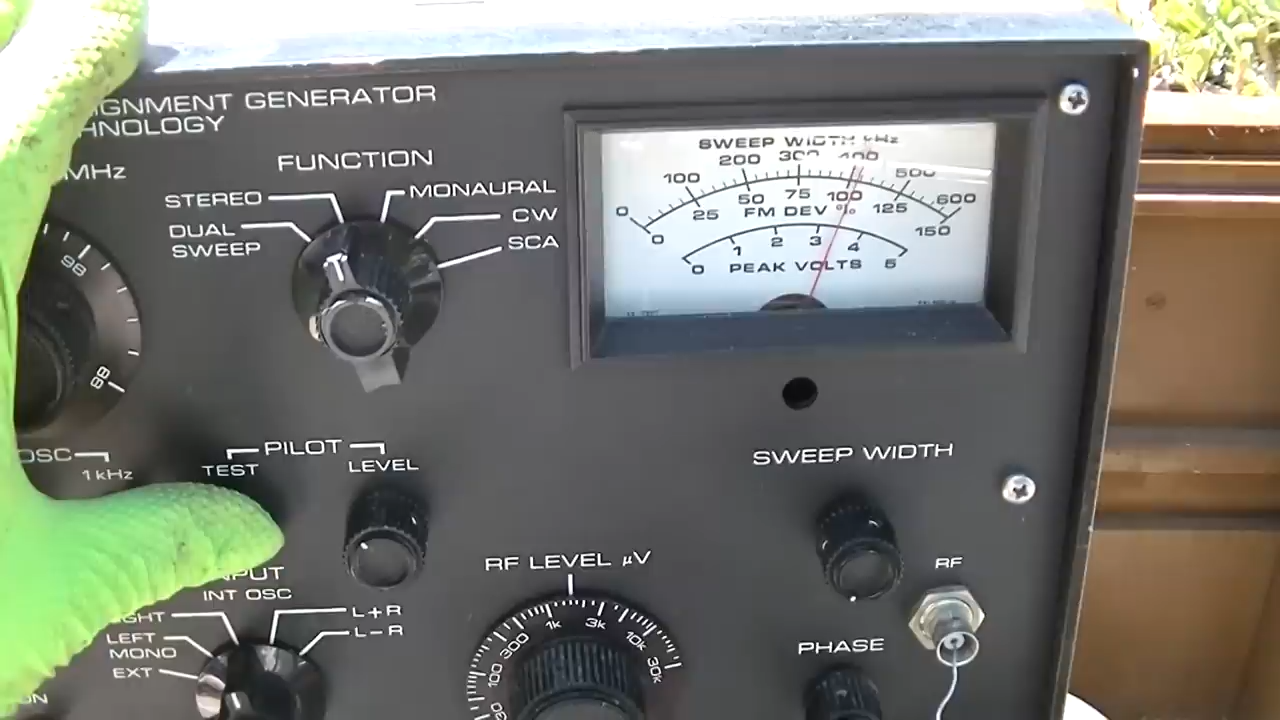 GENERATOR
MHz
FUNCTION
STEREO
MONAURAL
DUAL
SWEEP
CW
SCA
98
88
SWEEP WIDTH kHz
0 100 200 300 400 500 600
0 25 50 75 100 125 150
FM DEV %
0 1 2 3 4 5
PEAK VOLTS
OSC
1 kHz
PILOT
TEST
LEVEL
SWEEP WIDTH
RF LEVEL µV
RF
100 300 1k 3k 10k 30k
INT OSC
L+R
LEFT
L-R
MONO
EXT
PHASE